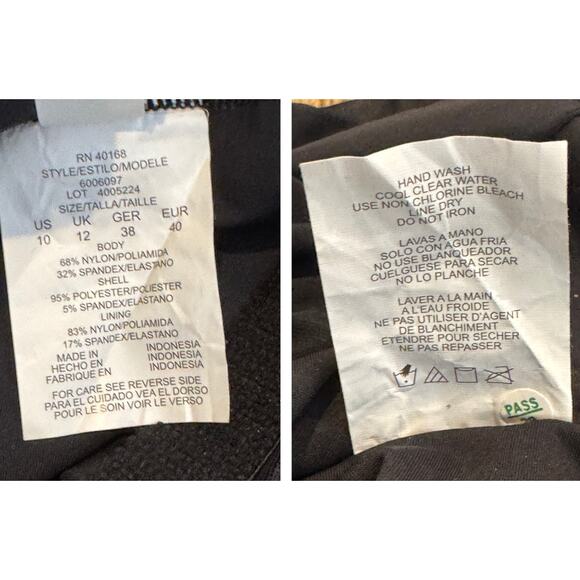 RN 40168
STYLE/ESTILO/MODELE
6006097
LOT 4005224
SIZE/TALLA/TAILLE
US UK GER EUR
10 12 38 40
BODY
68% NYLON/POLIAMIDA
32% SPANDEX/ELASTANO
SHELL
95% POLYESTER/POLIESTER
5% SPANDEX/ELASTANO
LINING
83% NYLON/POLIAMIDA
17% SPANDEX/ELASTANO
MADE IN INDONESIA
HECHO EN INDONESIA
FABRIQUE EN INDONESIA
FOR CARE SEE REVERSE SIDE
PARA EL CUIDADO VEA EL DORSO
POUR LE SOIN VOIR LE VERSO
HAND WASH
COOL CLEAR WATER
USE NON CHLORINE BLEACH
LINE DRY
DO NOT IRON
LAVAS A MANO
SOLO CON AGUA FRIA
NO USE BLANQUEADOR
CUELGUESE PARA SECAR
NO LO PLANCHE
LAVER A LA MAIN
A L'EAU FROIDE
NE PAS UTILISER D'AGENT
DE BLANCHIMENT
ETENDRE POUR SECHER
NE PAS REPASSER
PASS